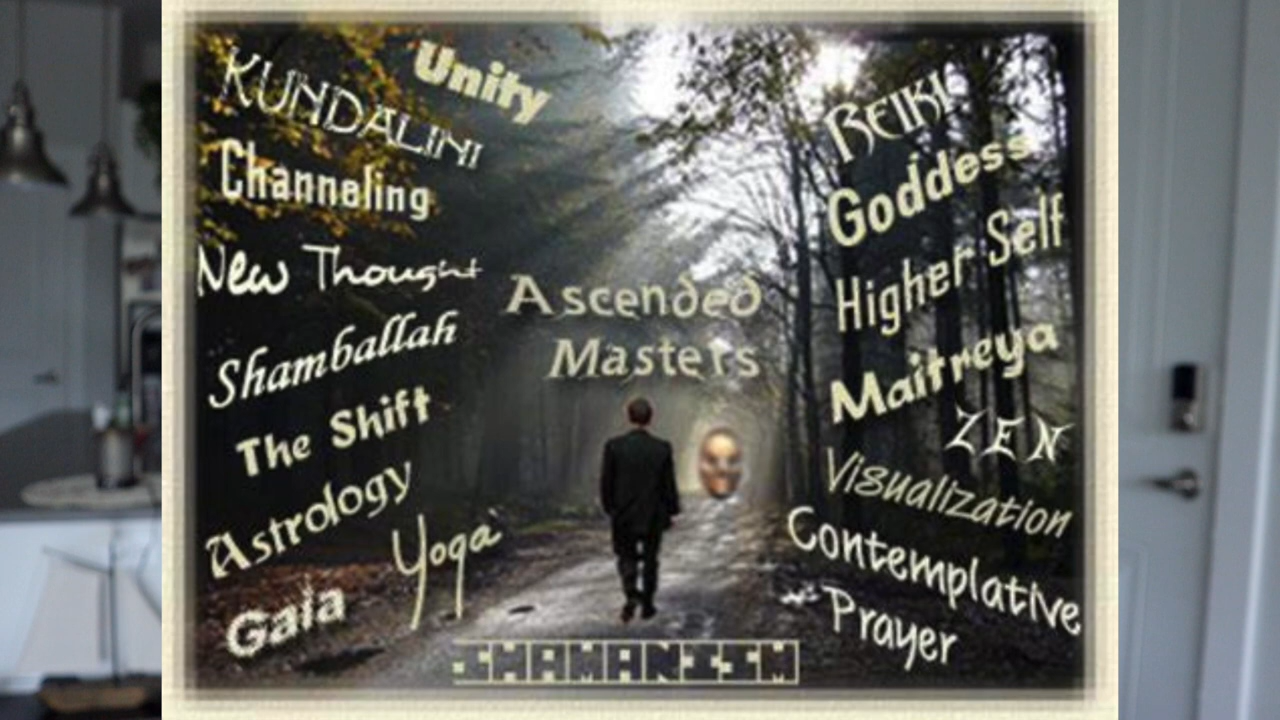 Unity
KUNDALINI
Channeling
New Thought
Shamballah
The Shift
Astrology
Yoga
Gaia
Ascended
Masters
REIKI
Goddess
Higher Self
Maitreya
ZEN
Visualization
Contemplative
Prayer
SHAMANISM